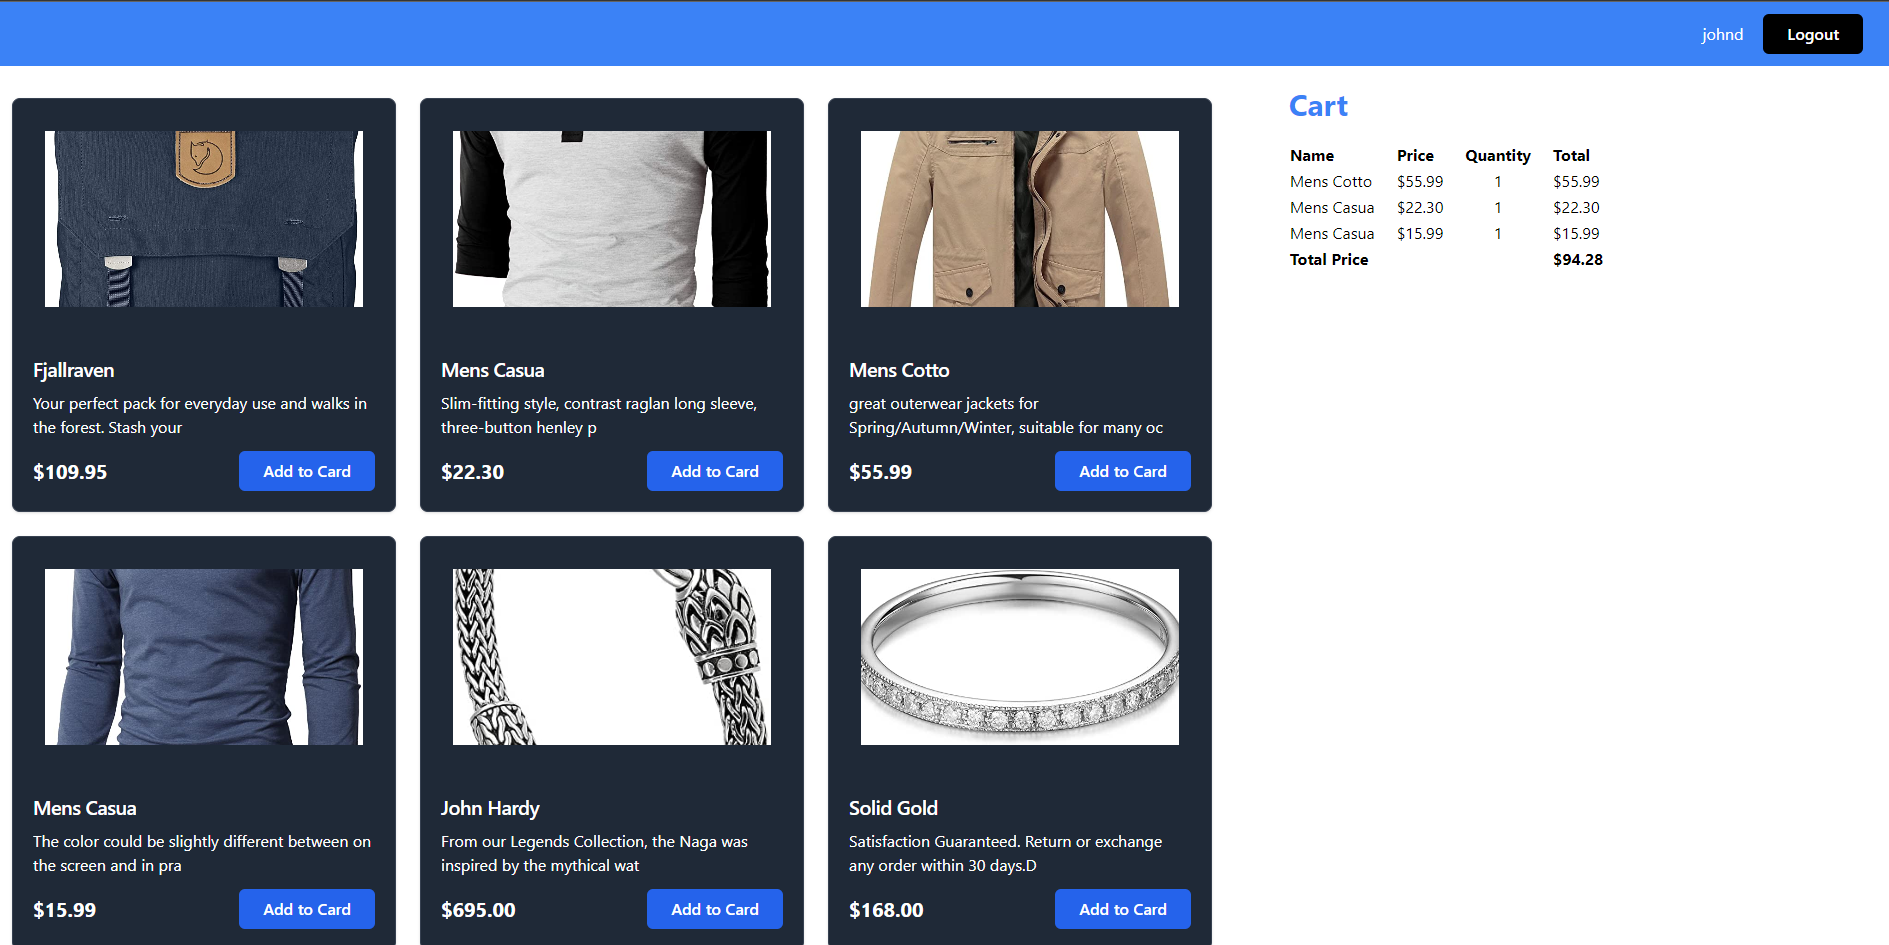 johnd Logout
Fjallraven
Your perfect pack for everyday use and walks in
the forest. Stash your
$109.95 Add to Card
Mens Casua
Slim-fitting style, contrast raglan long sleeve,
three-button henley p
$22.30 Add to Card
Mens Cotto
great outerwear jackets for
Spring/Autumn/Winter, suitable for many oc
$55.99 Add to Card
Mens Casua
The color could be slightly different between on
the screen and in pra
$15.99 Add to Card
John Hardy
From our Legends Collection, the Naga was
inspired by the mythical wat
$695.00 Add to Card
Solid Gold
Satisfaction Guaranteed. Return or exchange
any order within 30 days.D
$168.00 Add to Card
Cart
Name Price Quantity Total
Mens Cotto $55.99 1 $55.99
Mens Casua $22.30 1 $22.30
Mens Casua $15.99 1 $15.99
Total Price $94.28